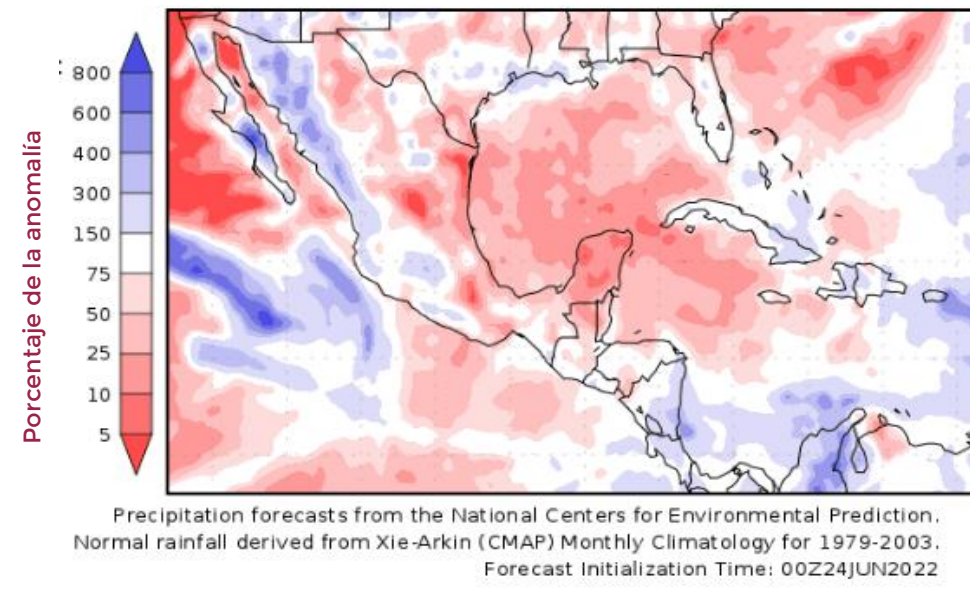 Porcentaje de la anomalía
800
600
400
300
150
75
50
25
10
5
Precipitation forecasts from the National Centers for Environmental Prediction.
Normal rainfall derived from Xie-Arkin (CMAP) Monthly Climatology for 1979-2003.
Forecast Initialization Time: 00Z24JUN2022